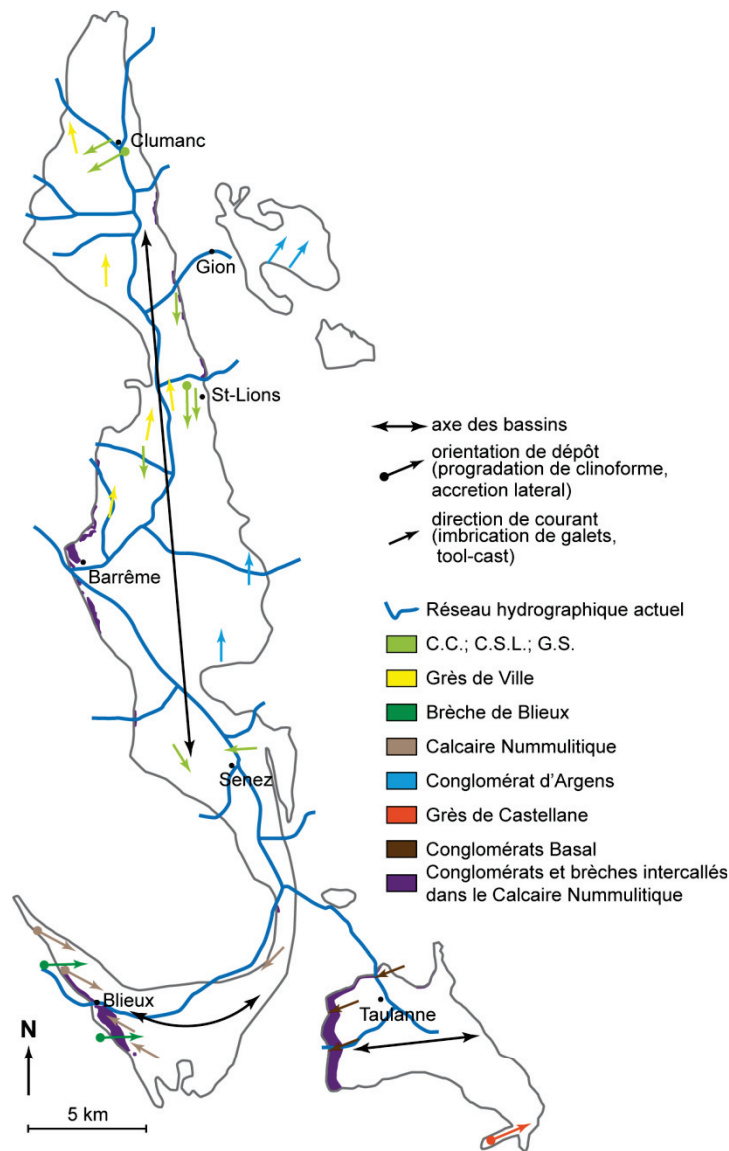 Clumanc
Gion
St-Lions
axe des bassins
orientation de dépôt
(progradation de clinoforme,
accretion lateral)
direction de courant
(imbrication de galets,
tool-cast)
Barrême
Réseau hydrographique actuel
C.C.; C.S.L.; G.S.
Grès de Ville
Brèche de Blieux
Senez
Calcaire Nummulitique
Conglomérat d'Argens
Grès de Castellane
Conglomérats Basal
Conglomérats et brèches intercallés
dans le Calcaire Nummulitique
Blieux
Taulanne
N
5 km